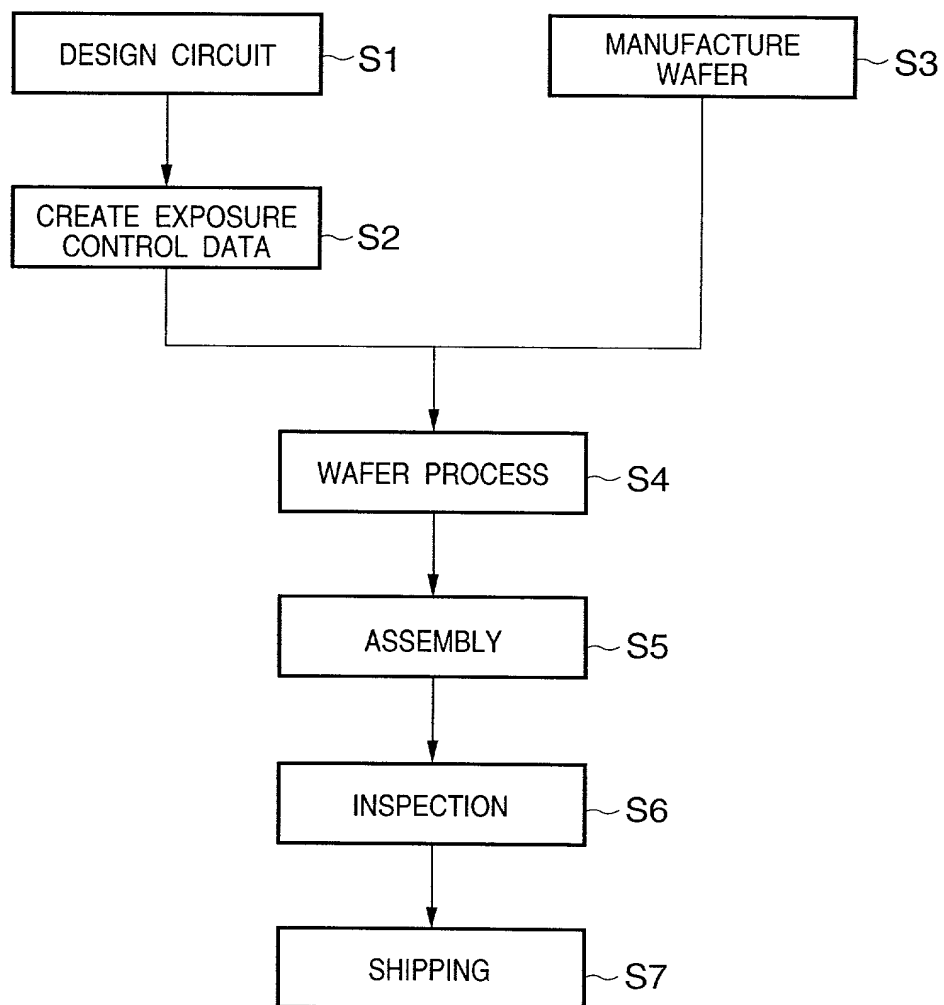 DESIGN CIRCUIT
S1
MANUFACTURE
WAFER
S3
CREATE EXPOSURE
CONTROL DATA
S2
WAFER PROCESS
S4
ASSEMBLY
S5
INSPECTION
S6
SHIPPING
S7